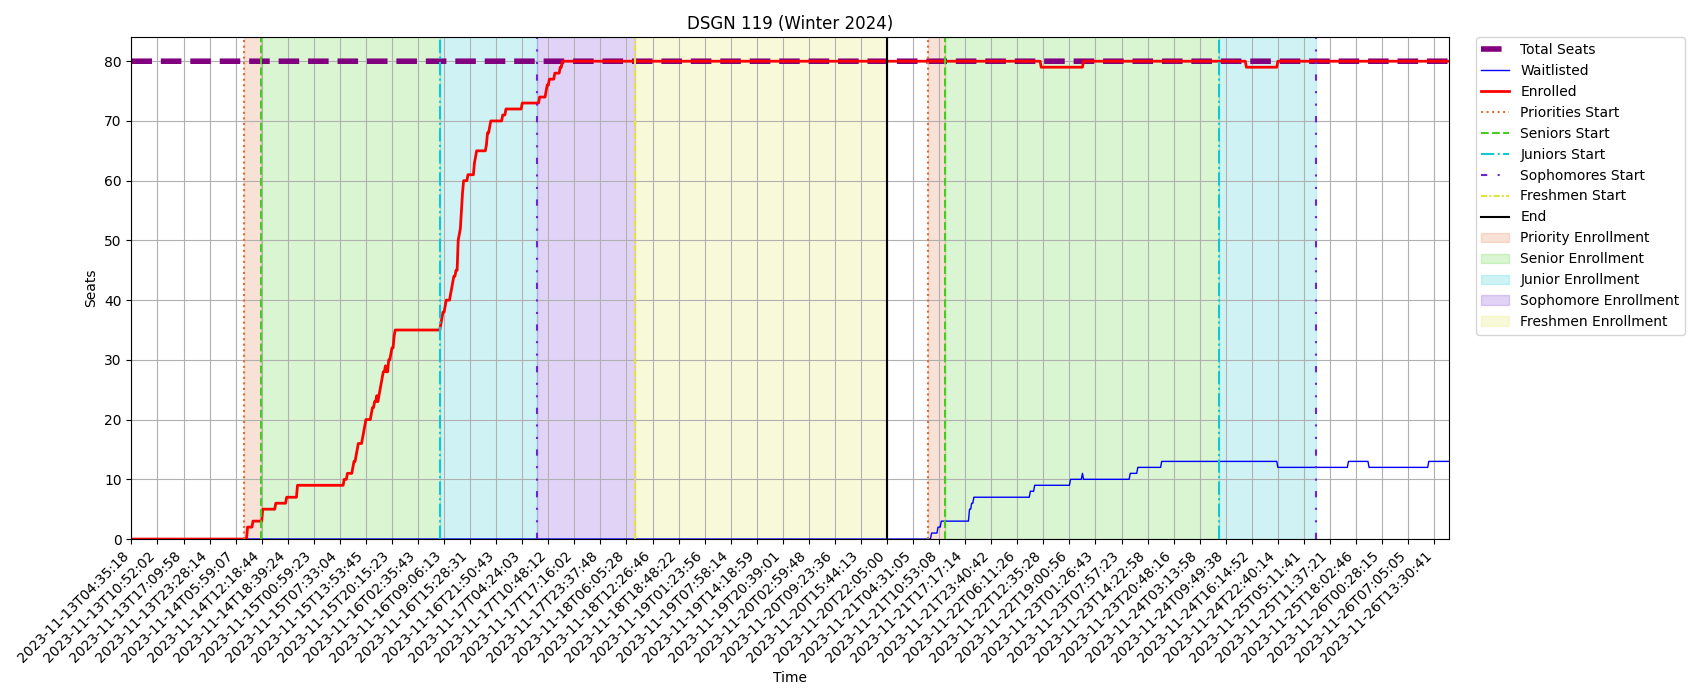 DSGN 119 (Winter 2024)
Seats
80
70
60
50
40
30
20
10
0
2023-11-13T04:35:18
2023-11-13T10:52:02
2023-11-13T17:09:58
2023-11-13T23:28:14
2023-11-14T05:59:07
2023-11-14T12:18:44
2023-11-14T18:39:24
2023-11-15T00:59:23
2023-11-15T07:33:04
2023-11-15T13:53:45
2023-11-15T20:15:23
2023-11-16T02:35:43
2023-11-16T09:06:13
2023-11-16T15:28:31
2023-11-16T21:50:43
2023-11-17T04:24:03
2023-11-17T10:48:12
2023-11-17T17:16:02
2023-11-17T23:37:48
2023-11-18T06:05:28
2023-11-18T12:26:46
2023-11-18T18:48:22
2023-11-19T01:23:56
2023-11-19T07:58:14
2023-11-19T14:18:59
2023-11-19T20:39:01
2023-11-20T02:59:48
2023-11-20T09:23:36
2023-11-20T15:44:13
2023-11-20T22:05:00
2023-11-21T04:31:05
2023-11-21T10:53:08
2023-11-21T17:17:14
2023-11-21T23:40:42
2023-11-22T06:11:26
2023-11-22T12:35:28
2023-11-22T19:00:56
2023-11-23T01:26:43
2023-11-23T07:57:23
2023-11-23T14:22:58
2023-11-23T20:48:16
2023-11-24T03:13:58
2023-11-24T09:49:38
2023-11-24T16:14:52
2023-11-24T22:40:14
2023-11-25T05:11:41
2023-11-25T11:37:21
2023-11-25T18:02:46
2023-11-26T00:28:15
2023-11-26T07:05:05
2023-11-26T13:30:41
Time
Total Seats
Waitlisted
Enrolled
Priorities Start
Seniors Start
Juniors Start
Sophomores Start
Freshmen Start
End
Priority Enrollment
Senior Enrollment
Junior Enrollment
Sophomore Enrollment
Freshmen Enrollment